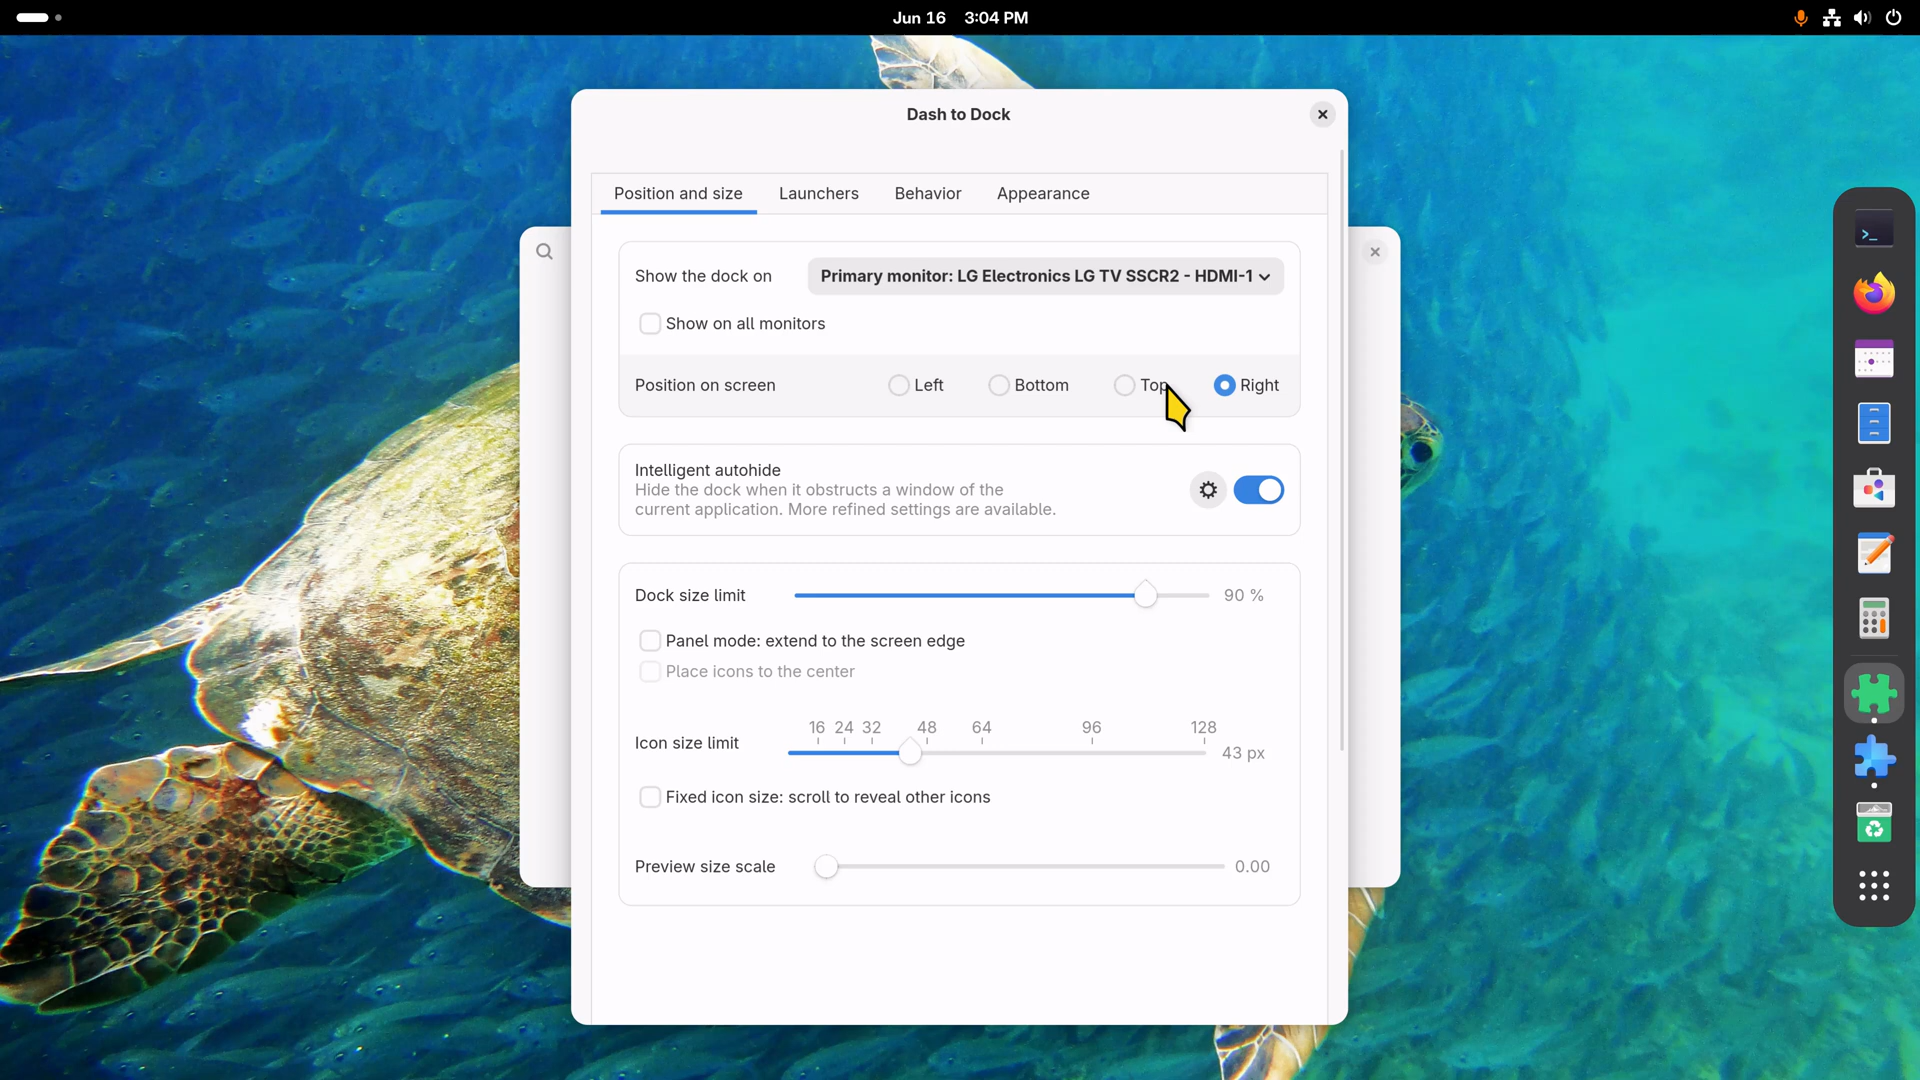 Jun 16 3:04 PM
Dash to Dock
Position and size Launchers Behavior Appearance
Show the dock on Primary monitor: LG Electronics LG TV SSCR2 - HDMI-1
Show on all monitors
Position on screen Left Bottom Top Right
Intelligent autohide
Hide the dock when it obstructs a window of the
current application. More refined settings are available.
Dock size limit 90 %
Panel mode: extend to the screen edge
Place icons to the center
16 24 32 48 64 96 128
Icon size limit 43 px
Fixed icon size: scroll to reveal other icons
Preview size scale 0.00